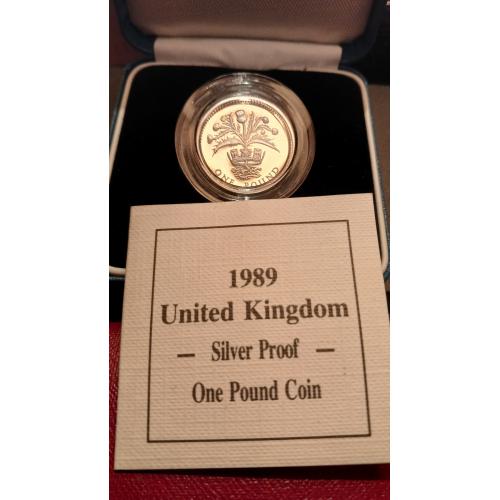 ONE POUND
1989
United Kingdom
— Silver Proof —
One Pound Coin